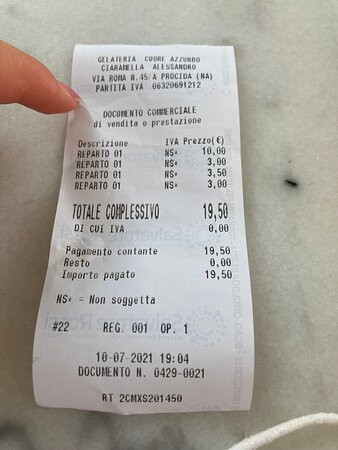 GELATERIA CUORE AZZURRO
CIARAMELLA ALESSANDRO
VIA ROMA N.45/A PROCIDA (NA)
PARTITA IVA 06320691212
DOCUMENTO COMMERCIALE
di vendita o prestazione
Descrizione IVA Prezzo(€)
REPARTO 01 NS* 10,00
REPARTO 01 NS* 3,00
REPARTO 01 NS* 3,50
REPARTO 01 NS* 3,00
TOTALE COMPLESSIVO 19,50
DI CUI IVA 0,00
Pagamento contante 19,50
Resto 0,00
Importo pagato 19,50
NS* = Non soggetta
#22 REG. 001 OP. 1
10-07-2021 19:04
DOCUMENTO N. 0429-0021
RT 2CMXS201450